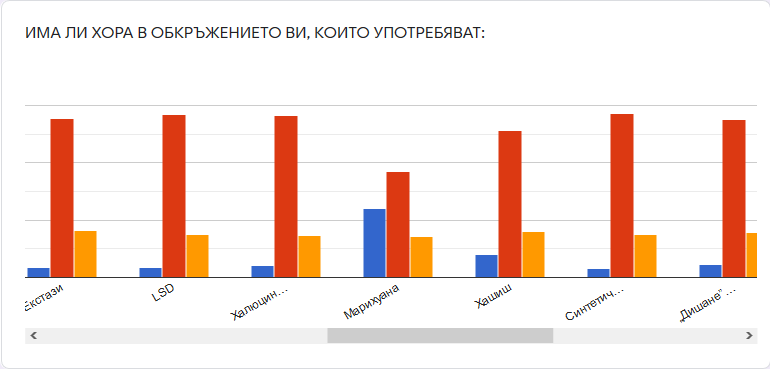 ИМА ЛИ ХОРА В ОБКРЪЖЕНИЕТО ВИ, КОИТО УПОТРЕБЯВАТ:
Екстази
LSD
Халюцин…
Марихуана
Хашиш
Синтетич…
„Дишане“ …